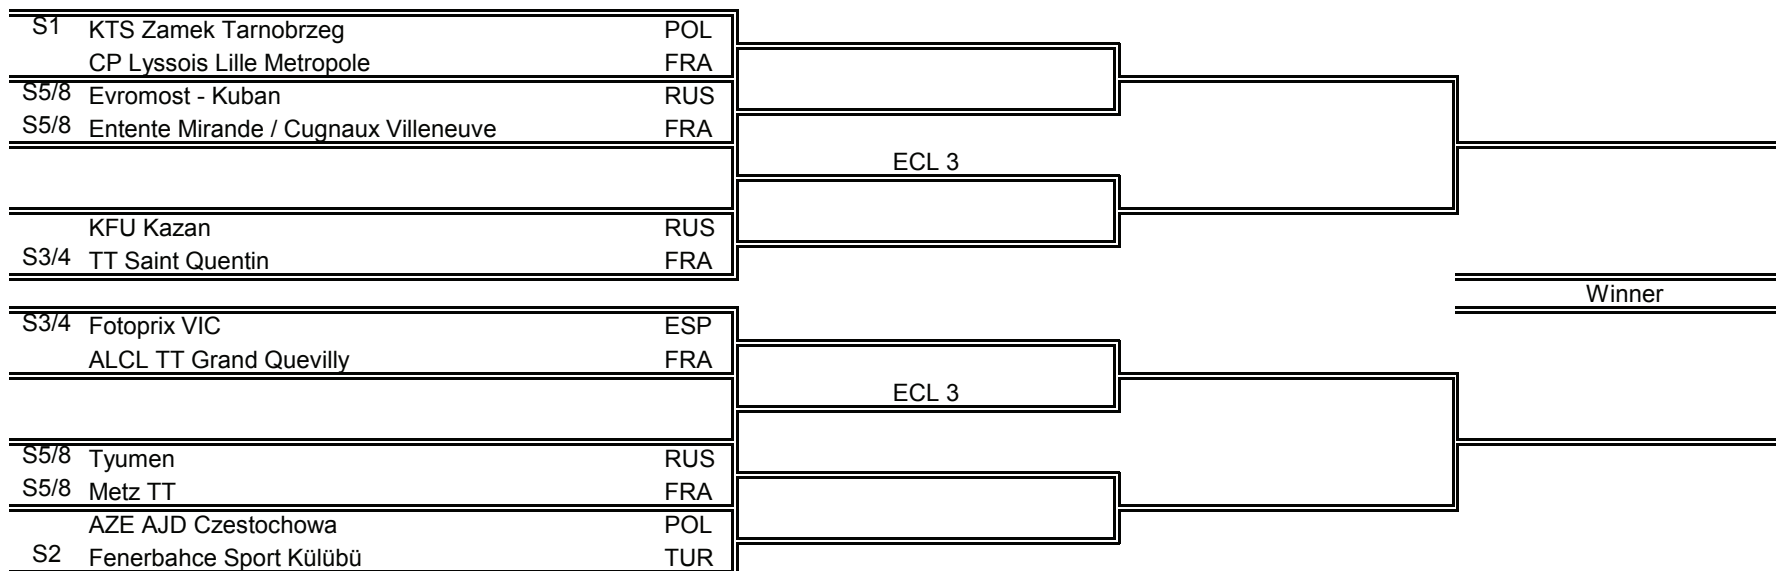 S1 KTS Zamek Tarnobrzeg POL
CP Lyssois Lille Metropole FRA
S5/8 Evromost - Kuban RUS
S5/8 Entente Mirande / Cugnaux Villeneuve FRA
ECL 3
KFU Kazan RUS
S3/4 TT Saint Quentin FRA
Winner
S3/4 Fotoprix VIC ESP
ALCL TT Grand Quevilly FRA
ECL 3
S5/8 Tyumen RUS
S5/8 Metz TT FRA
AZE AJD Czestochowa POL
S2 Fenerbahce Sport Külübü TUR